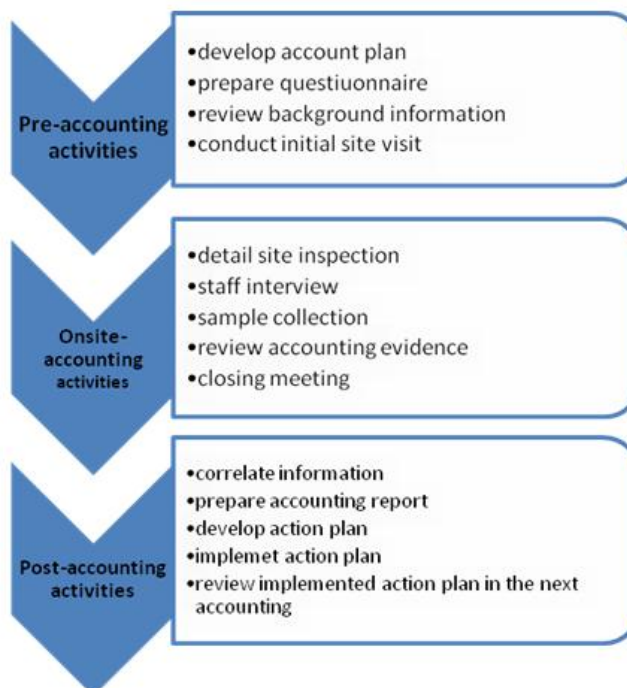 Pre-accounting
activities
•develop account plan
•prepare questiuonnaire
•review background information
•conduct initial site visit
Onsite-
accounting
activities
•detail site inspection
•staff interview
•sample collection
•review accounting evidence
•closing meeting
Post-accounting
activities
•correlate information
•prepare accounting report
•develop action plan
•implemet action plan
•review implemented action plan in the next
accounting